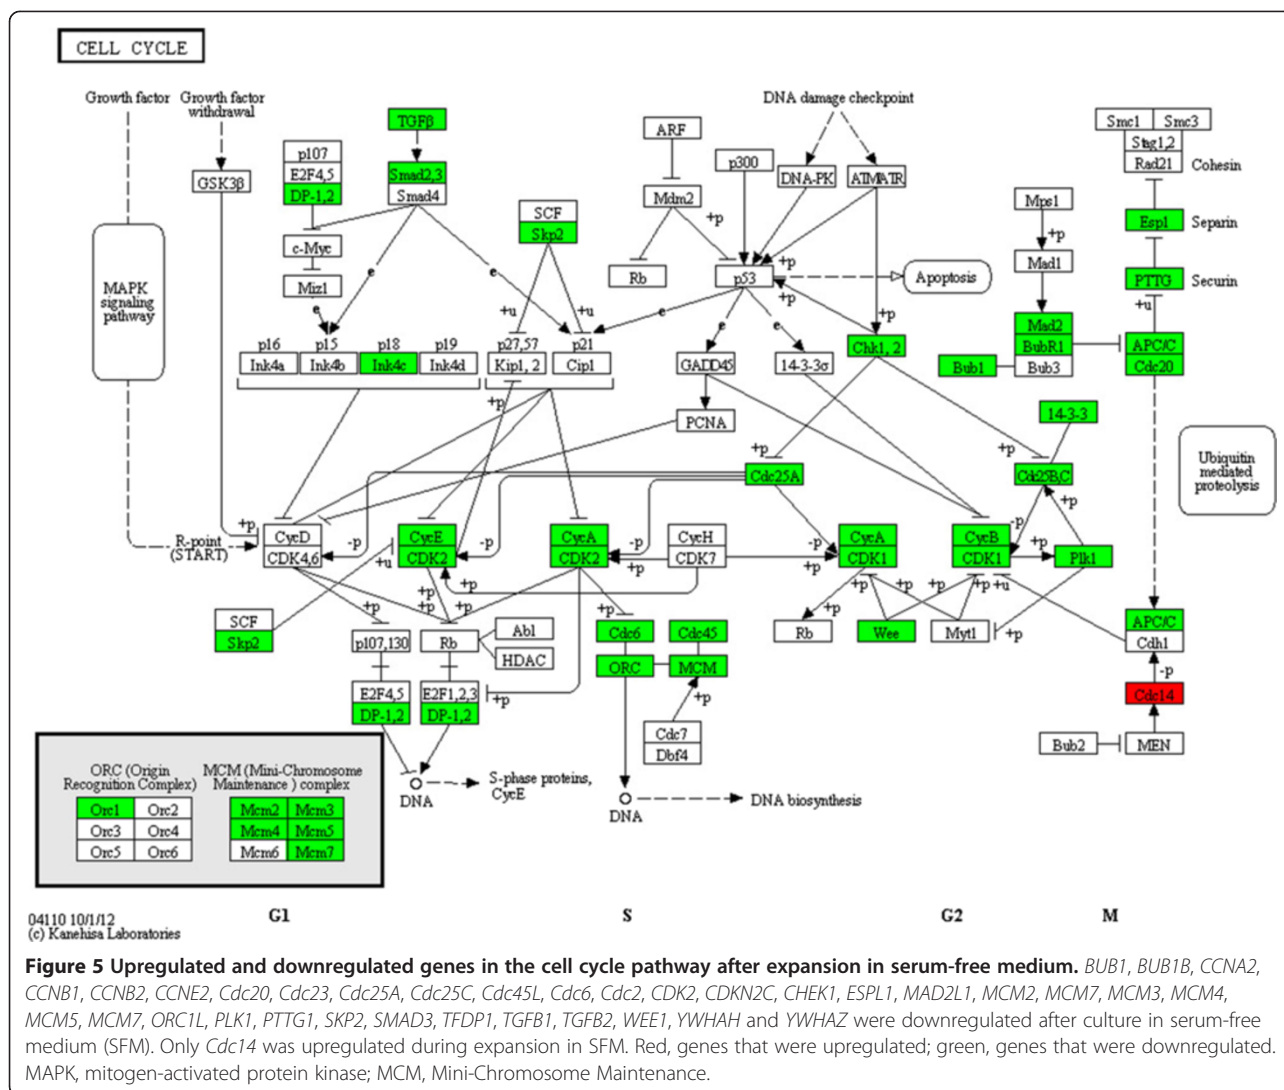 CELL CYCLE
Growth factor
Growth factor
withdrawal
DNA damage checkpoint
TGFβ
ARF
Smc1 Smc3
Stag1,2
Rad21
Cohesin
p107
E2F4,5
DP-1,2
p300
GSK3β
Smad2,3
Smad4
DNA-PK
ATM/ATR
Mdm2
+p
Mps1
SCF
Skp2
Esp1
Separin
+p
c-Myc
MAPK
signaling
pathway
Rb
p53
+p
Apoptosis
Mad1
e
e
Miz1
PTTG
Securin
+p
+u
e
+u
+u
e
e
+p
Mad2
BubR1
Bub3
Bub1
APC/C
Cdc20
p16
Ink4a
p15
Ink4b
p18
Ink4c
p19
Ink4d
p27,57
Kip1, 2
p21
Cip1
GADD45
14-3-3σ
Chk1, 2
+p
PCNA
14-3-3
+p
+p
Ubiquitin
mediated
proteolysis
Cdc25A
Cdc25B,C
R-point
(START)
+p
CycD
CDK4,6
-p
CycE
CDK2
-p
CycA
CDK2
-p
+p
CycH
CDK7
-p
+p
CycA
CDK1
CycB
CDK1
-p
+p
+p
Plk1
+u
+p
+p
+p
+p
+p
+p
+p
+p
+u
SCF
Skp2
p107,130
Rb
Abl
HDAC
Cdc6
Cdc45
Rb
Wee
Myt1
+p
APC/C
Cdh1
ORC
MCM
-p
E2F4,5
DP-1,2
E2F1,2,3
DP-1,2
+p
+p
Cdc14
Cdc7
Dbf4
Bub2
MEN
ORC (Origin
Recognition Complex)
MCM (Mini-Chromosome
Maintenance ) complex
Orc1 Orc2
Orc3 Orc4
Orc5 Orc6
Mcm2 Mcm3
Mcm4 Mcm5
Mcm6 Mcm7
DNA
S-phase proteins,
CycE
DNA
DNA biosynthesis
G1 S G2 M
04110 10/1/12
(c) Kanehisa Laboratories
Figure 5 Upregulated and downregulated genes in the cell cycle pathway after expansion in serum-free medium. BUB1, BUB1B, CCNA2,
CCNB1, CCNB2, CCNE2, Cdc20, Cdc23, Cdc25A, Cdc25C, Cdc45L, Cdc6, Cdc2, CDK2, CDKN2C, CHEK1, ESPL1, MAD2L1, MCM2, MCM7, MCM3, MCM4,
MCM5, MCM7, ORC1L, PLK1, PTTG1, SKP2, SMAD3, TFDP1, TGFB1, TGFB2, WEE1, YWHAH and YWHAZ were downregulated after culture in serum-free
medium (SFM). Only Cdc14 was upregulated during expansion in SFM. Red, genes that were upregulated; green, genes that were downregulated.
MAPK, mitogen-activated protein kinase; MCM, Mini-Chromosome Maintenance.